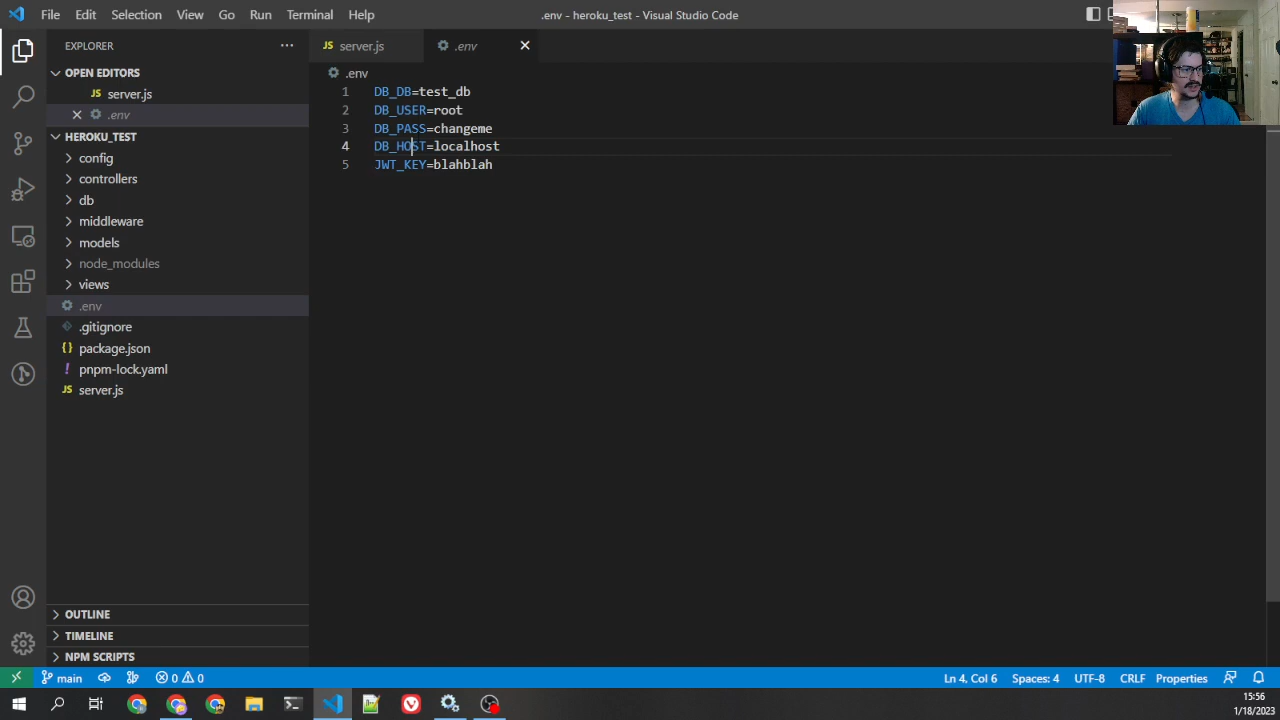 File Edit Selection View Go Run Terminal Help
.env - heroku_test - Visual Studio Code
EXPLORER
OPEN EDITORS
JS server.js
.env
HEROKU_TEST
config
controllers
db
middleware
models
node_modules
views
.env
.gitignore
{} package.json
! pnpm-lock.yaml
JS server.js
OUTLINE
TIMELINE
NPM SCRIPTS
JS server.js
.env
.env
1 DB_DB=test_db
2 DB_USER=root
3 DB_PASS=changeme
4 DB_HOST=localhost
5 JWT_KEY=blahblah
main
0 0
Ln 4, Col 6
Spaces: 4
UTF-8
CRLF
Properties
15:56
1/18/2023